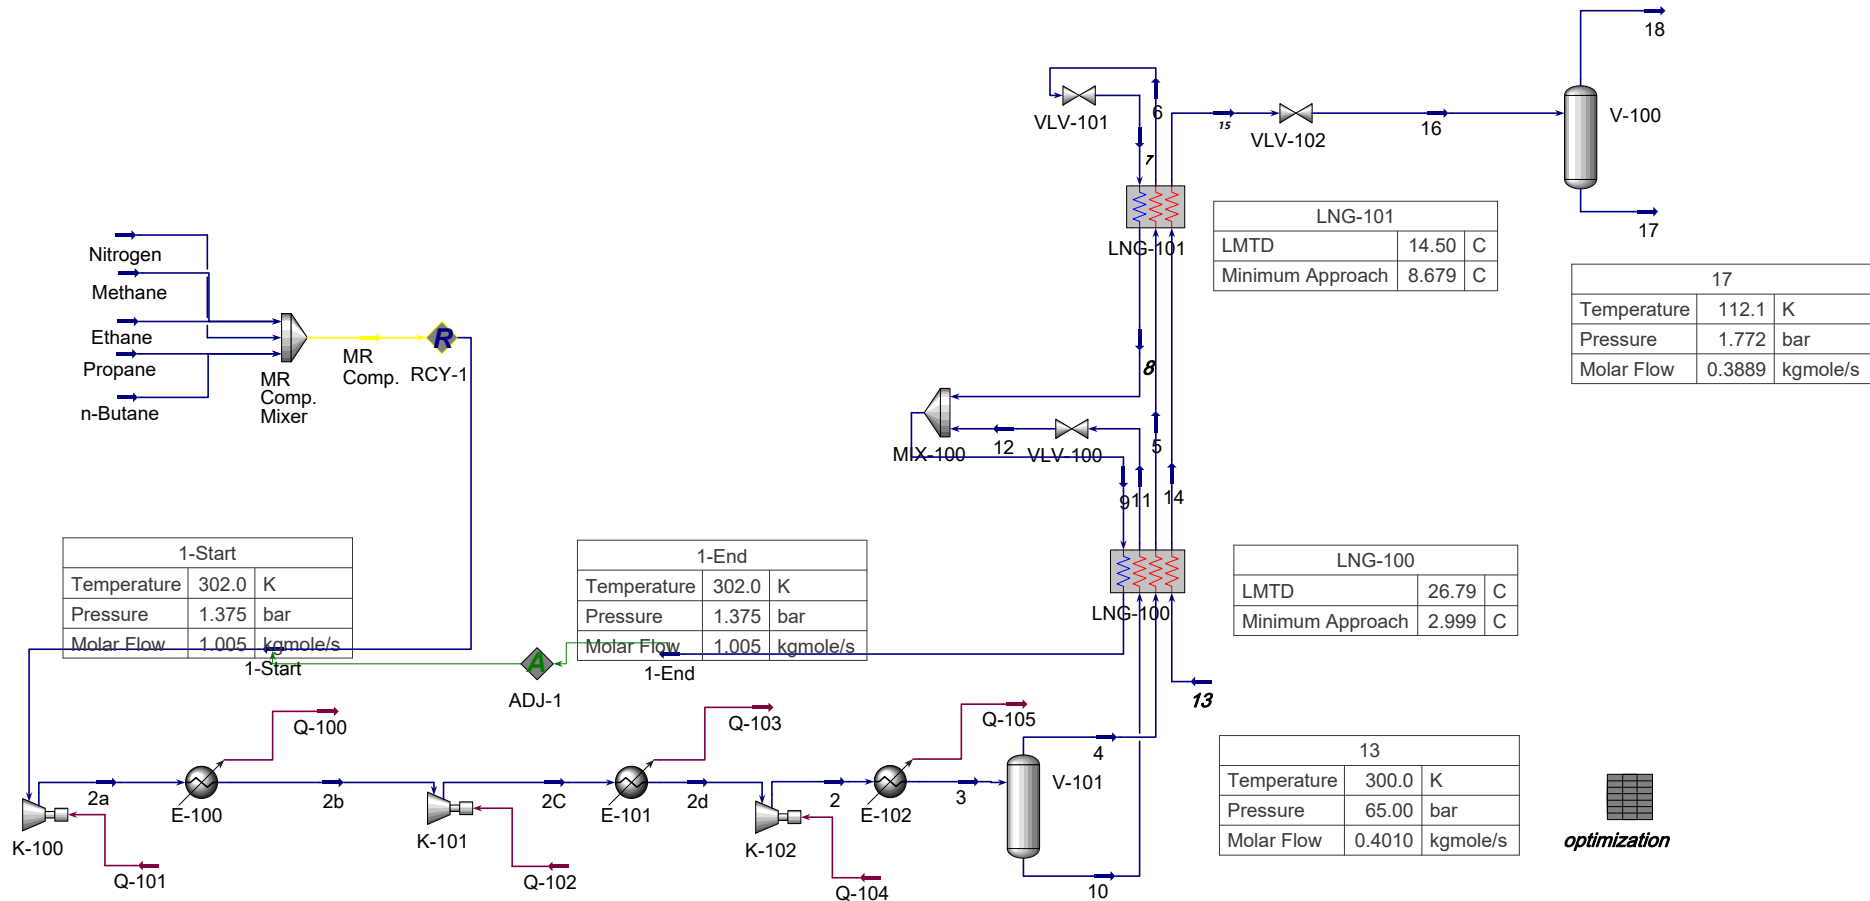 18
6
VLV-101
15
VLV-102
16
V-100
7
17
LNG-101
LNG-101
LMTD 14.50 C
Minimum Approach 8.679 C
17
Temperature 112.1 K
Pressure 1.772 bar
Molar Flow 0.3889 kgmole/s
Nitrogen
Methane
Ethane
Propane
n-Butane
MR
Comp.
Mixer
MR
Comp.
R
RCY-1
8
MIX-100
12
VLV-100
5
9
11
14
LNG-100
LNG-100
LMTD 26.79 C
Minimum Approach 2.999 C
1-Start
Temperature 302.0 K
Pressure 1.375 bar
Molar Flow 1.005 kgmole/s
1-Start
1-End
Temperature 302.0 K
Pressure 1.375 bar
Molar Flow 1.005 kgmole/s
1-End
A
ADJ-1
13
13
Temperature 300.0 K
Pressure 65.00 bar
Molar Flow 0.4010 kgmole/s
optimization
Q-100
Q-103
Q-105
4
V-101
2a
E-100
2b
2C
E-101
2d
2
E-102
3
K-100
K-101
K-102
Q-101
Q-102
Q-104
10